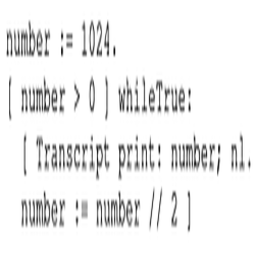 number := 1024.
[ number > 0 ] whileTrue:
[ Transcript print: number; nl.
number := number // 2 ]